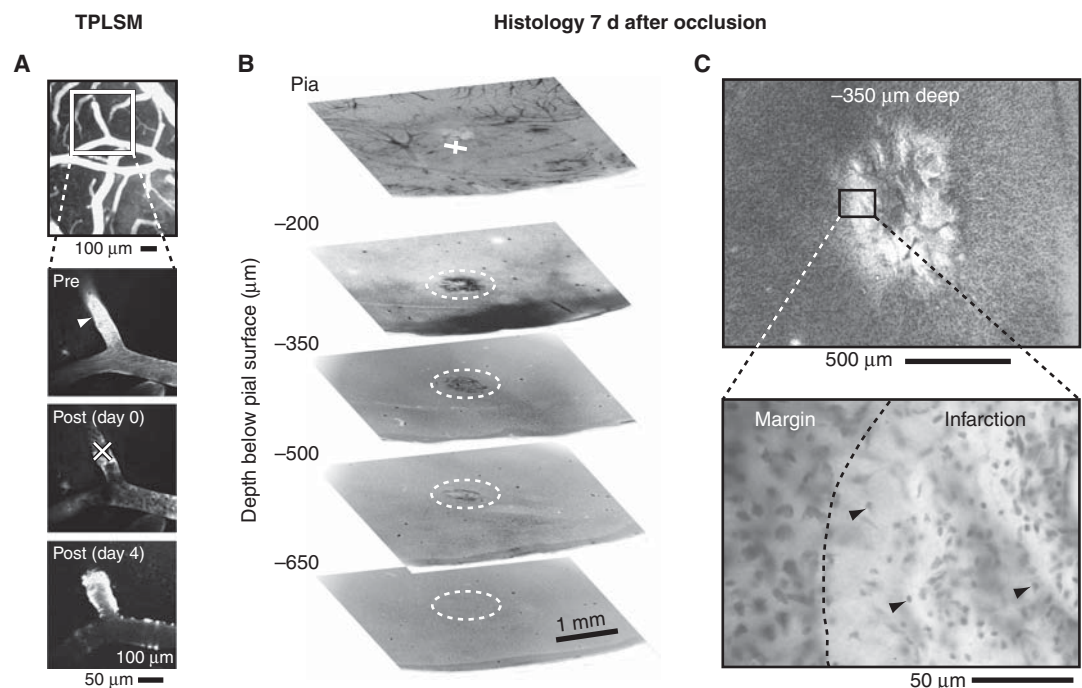 TPLSM
Histology 7 d after occlusion
A
100 μm
Pre
Post (day 0)
Post (day 4)
100 μm
50 μm
B
Pia
Depth below pial surface (μm)
–200
–350
–500
–650
1 mm
C
–350 μm deep
500 μm
Margin
Infarction
50 μm